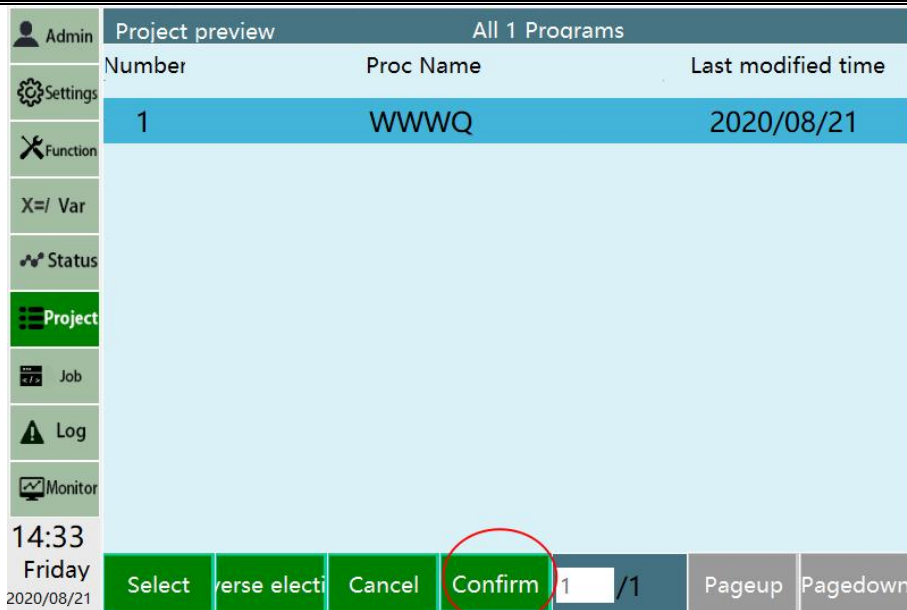 Admin
Settings
Function
X=/ Var
Status
Project
Job
Log
Monitor
14:33
Friday
2020/08/21
Project preview All 1 Programs
Number Proc Name Last modified time
1 WWWQ 2020/08/21
Select verse electi Cancel Confirm 1 /1 Pageup Pagedown